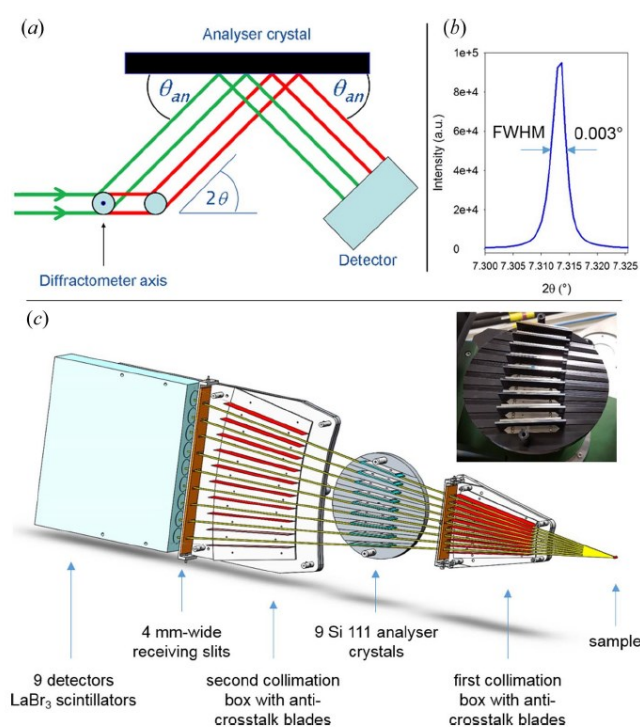 (a)
Analyser crystal
θan
θan
2θ
Diffractometer axis
Detector
(b)
Intensity (a.u.)
1e+5
8e+4
6e+4
4e+4
2e+4
0
FWHM
0.003°
7.300 7.305 7.310 7.315 7.320 7.325
2θ (°)
(c)
9 detectors
LaBr3 scintillators
4 mm-wide
receiving slits
second collimation
box with anti-
crosstalk blades
9 Si 111 analyser
crystals
first collimation
box with anti-
crosstalk blades
sample